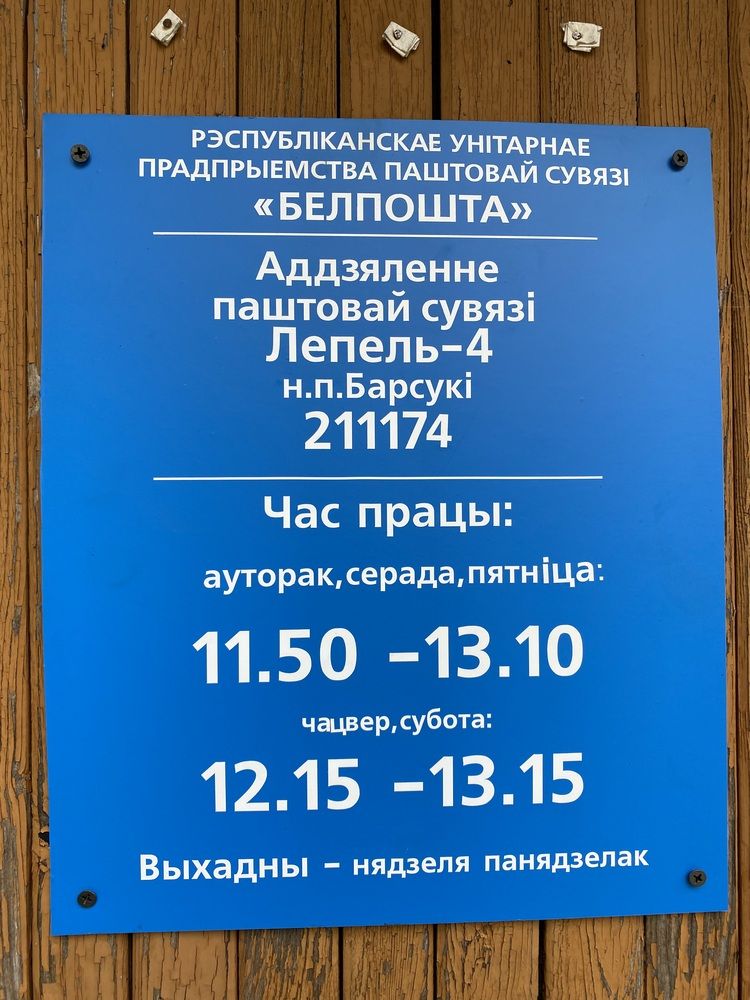 РЭСПУБЛІКАНСКАЕ УНІТАРНАЕ
ПРАДПРЫЕМСТВА ПАШТОВАЙ СУВЯЗІ
«БЕЛПОШТА»
Аддзяленне
паштовай сувязі
Лепель-4
н.п.Барсукі
211174
Час працы:
ауторак,серада,пятніца:
11.50 -13.10
чацвер,субота:
12.15 -13.15
Выхадны - нядзеля панядзелак